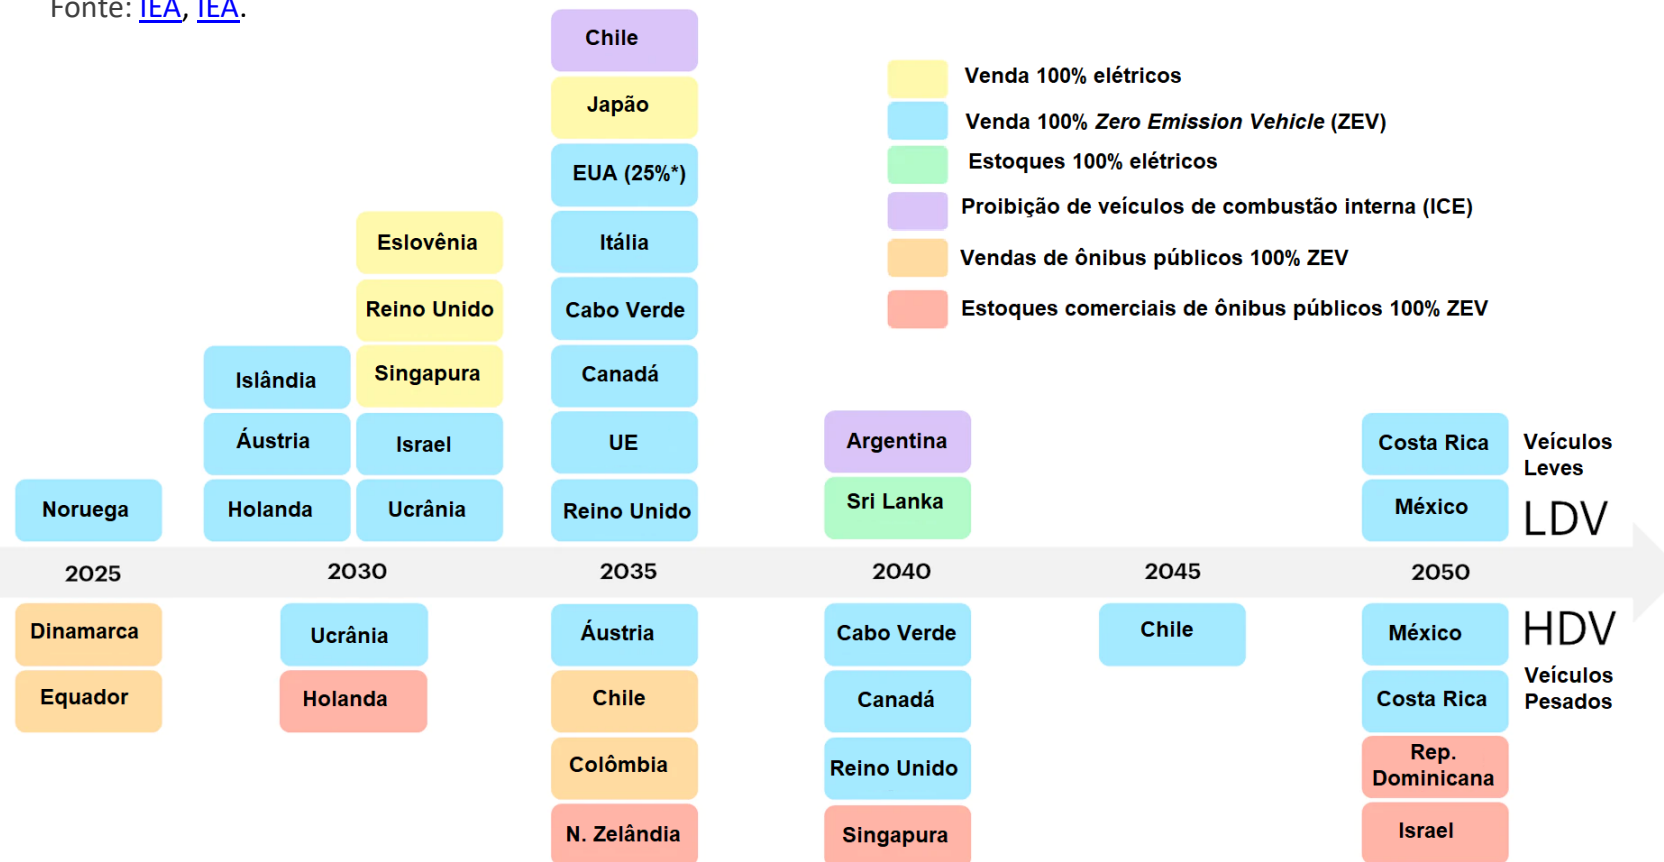 Fonte: IEA, IEA.
Chile
Japão
EUA (25%*)
Itália
Cabo Verde
Canadá
UE
Reino Unido
Venda 100% elétricos
Venda 100% Zero Emission Vehicle (ZEV)
Estoques 100% elétricos
Proibição de veículos de combustão interna (ICE)
Vendas de ônibus públicos 100% ZEV
Estoques comerciais de ônibus públicos 100% ZEV
Eslovênia
Reino Unido
Singapura
Israel
Ucrânia
Islândia
Áustria
Holanda
Noruega
Argentina
Sri Lanka
Costa Rica
México
Veículos
Leves
LDV
2025
2030
2035
2040
2045
2050
Dinamarca
Equador
Ucrânia
Holanda
Áustria
Chile
Colômbia
N. Zelândia
Cabo Verde
Canadá
Reino Unido
Singapura
Chile
México
Costa Rica
Rep.
Dominicana
Israel
HDV
Veículos
Pesados